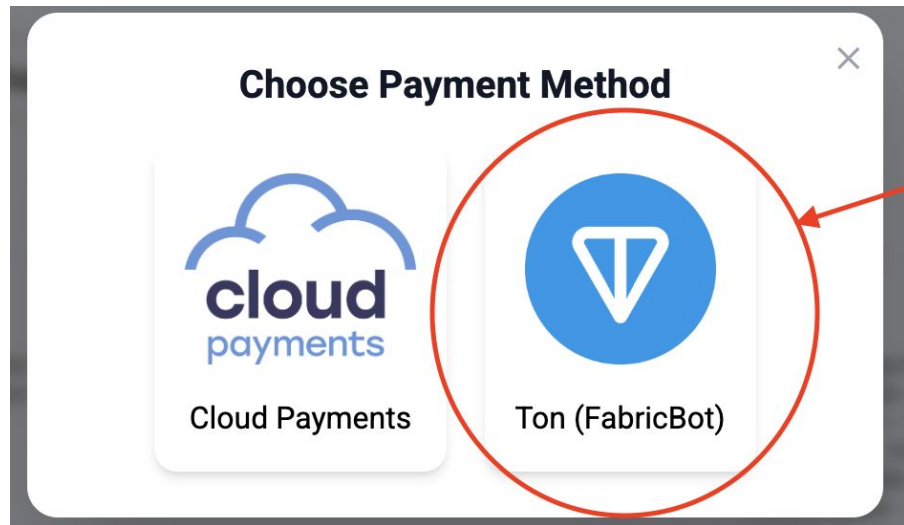 Choose Payment Method
cloud
payments
Cloud Payments
Ton (FabricBot)